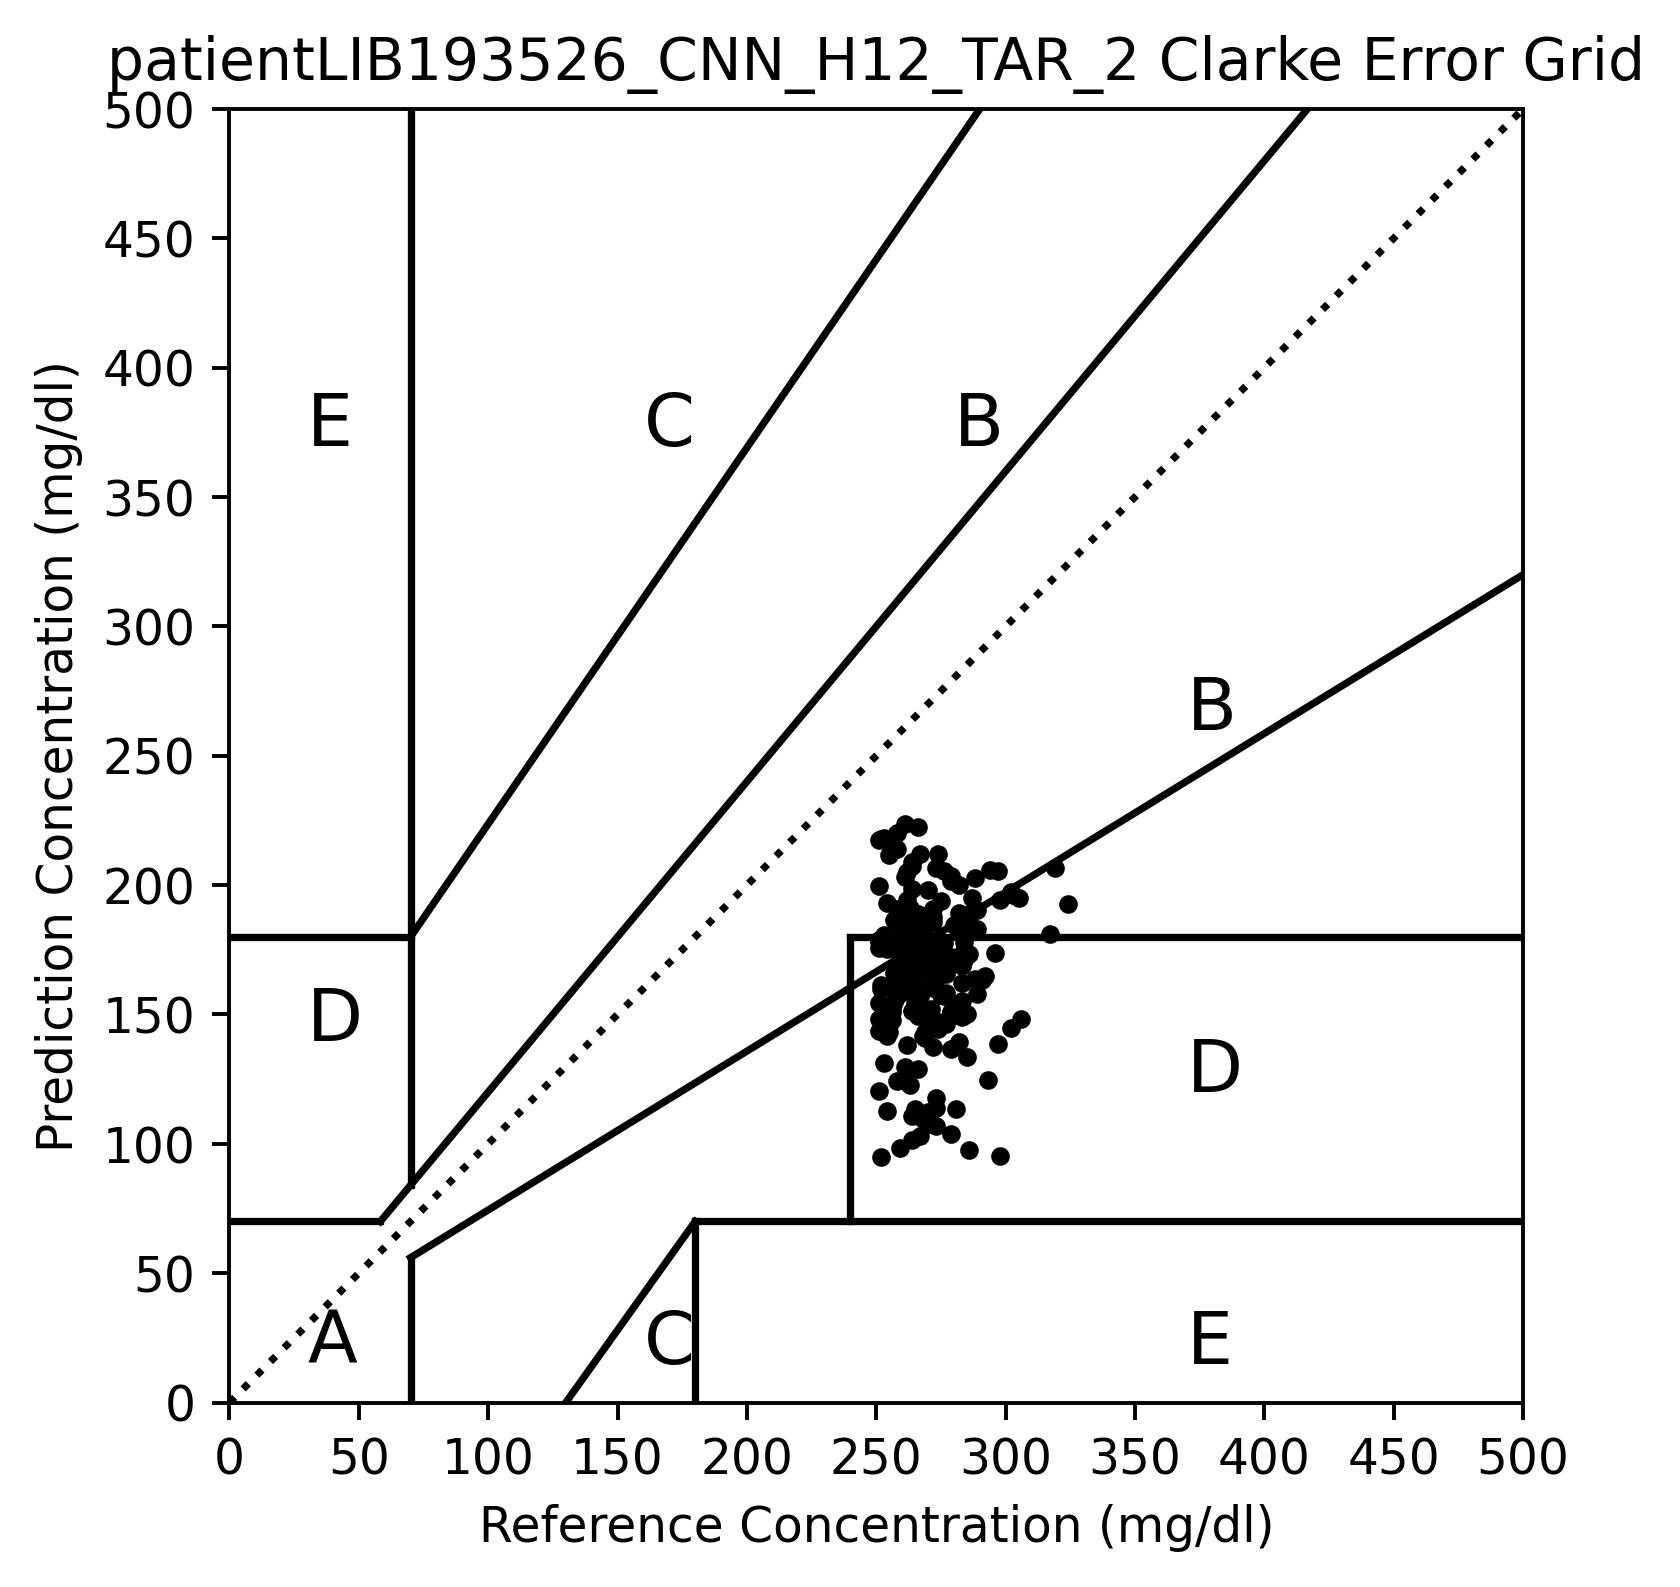 patientLIB193526_CNN_H12_TAR_2 Clarke Error Grid
500
450
400
350
300
250
200
150
100
50
0
Prediction Concentration (mg/dl)
E
C
B
B
D
D
A
C
E
0 50 100 150 200 250 300 350 400 450 500
Reference Concentration (mg/dl)